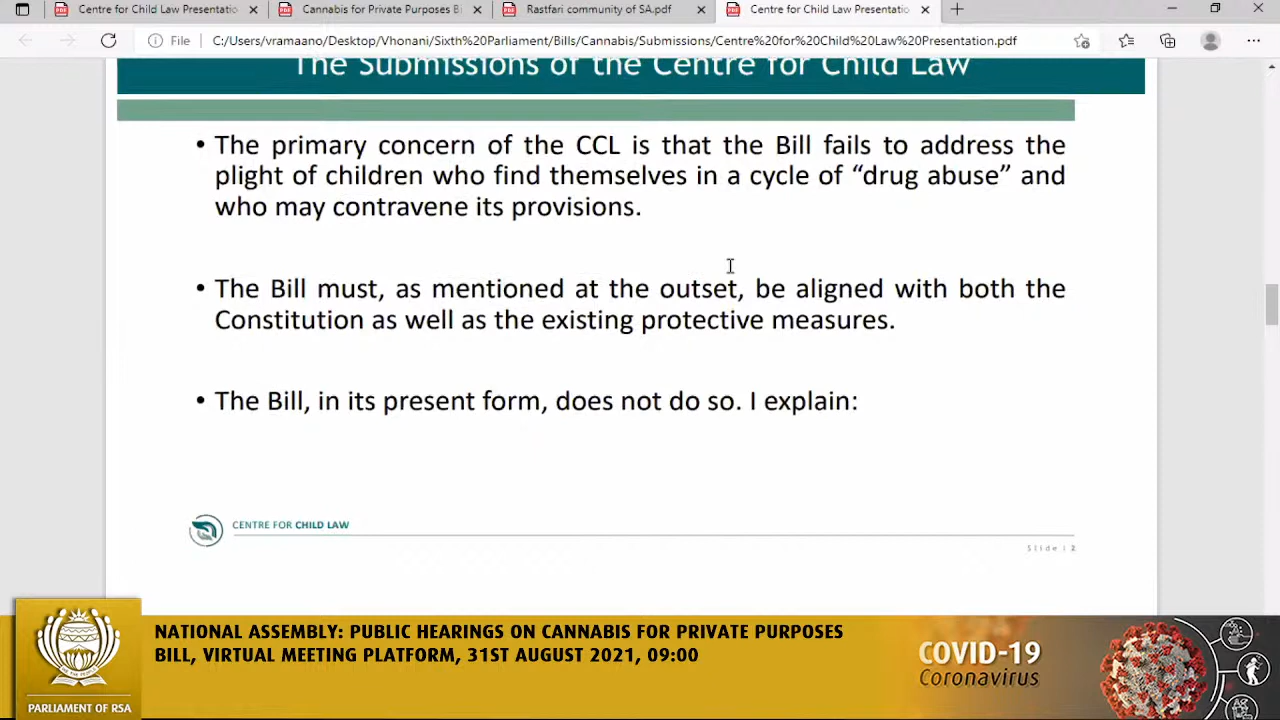 Centre for Child Law Presentatio
Cannabis for Private Purposes Bi
Rastfari community of SA.pdf
Centre for Child Law Presentatio
File
C:/Users/vramaano/Desktop/Vhonani/Sixth%20Parliament/Bills/Cannabis/Submissions/Centre%20for%20Child%20Law%20Presentation.pdf
The Submissions of the Centre for Child Law
• The primary concern of the CCL is that the Bill fails to address the
plight of children who find themselves in a cycle of “drug abuse” and
who may contravene its provisions.
• The Bill must, as mentioned at the outset, be aligned with both the
Constitution as well as the existing protective measures.
• The Bill, in its present form, does not do so. I explain:
CENTRE FOR CHILD LAW
Slide | 2
NATIONAL ASSEMBLY: PUBLIC HEARINGS ON CANNABIS FOR PRIVATE PURPOSES
BILL, VIRTUAL MEETING PLATFORM, 31ST AUGUST 2021, 09:00
PARLIAMENT OF RSA
COVID-19
Coronavirus